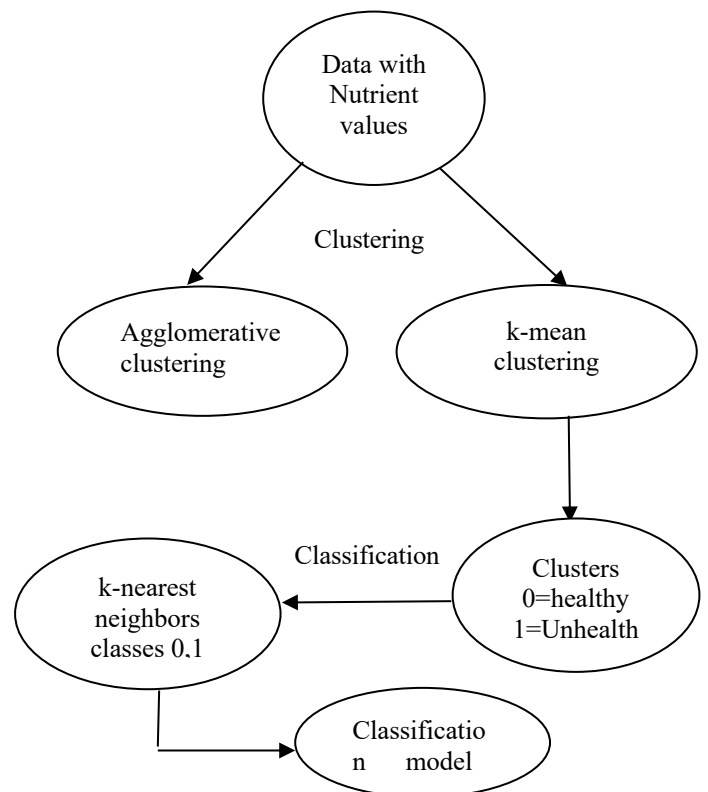 Data with
Nutrient
values
Clustering
Agglomerative
clustering
k-mean
clustering
Classification
Clusters
0=healthy
1=Unhealth
k-nearest
neighbors
classes 0,1
Classificatio
n model